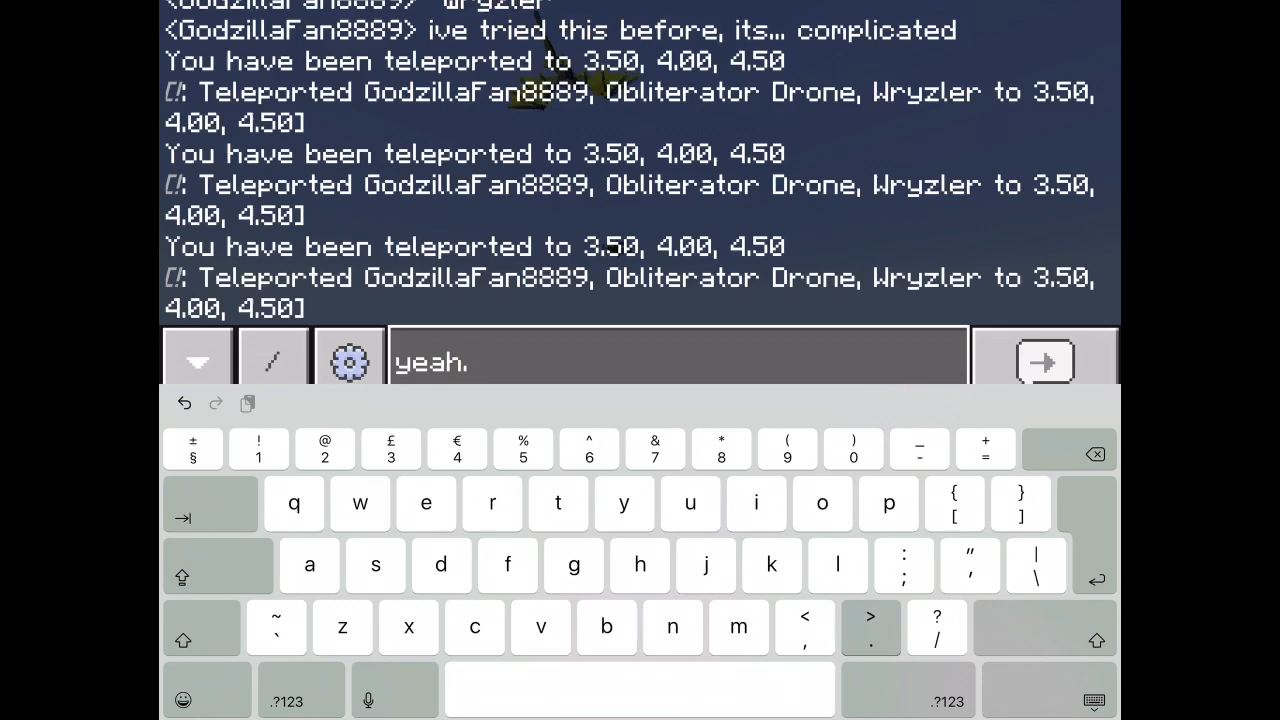 <GodzillaFan8889> Wryzler
<GodzillaFan8889> ive tried this before, its... complicated
You have been teleported to 3.50, 4.00, 4.50
[!: Teleported GodzillaFan8889, Obliterator Drone, Wryzler to 3.50,
4.00, 4.50]
You have been teleported to 3.50, 4.00, 4.50
[!: Teleported GodzillaFan8889, Obliterator Drone, Wryzler to 3.50,
4.00, 4.50]
You have been teleported to 3.50, 4.00, 4.50
[!: Teleported GodzillaFan8889, Obliterator Drone, Wryzler to 3.50,
4.00, 4.50]
/ yeah.
± ! @ £ € % ^ & * ( ) _ +
§ 1 2 3 4 5 6 7 8 9 0 - =
q w e r t y u i o p { }
[ ]
a s d f g h j k l : " |
; ' \
~ z x c v b n m < > ?
` , . /
.?123 .?123